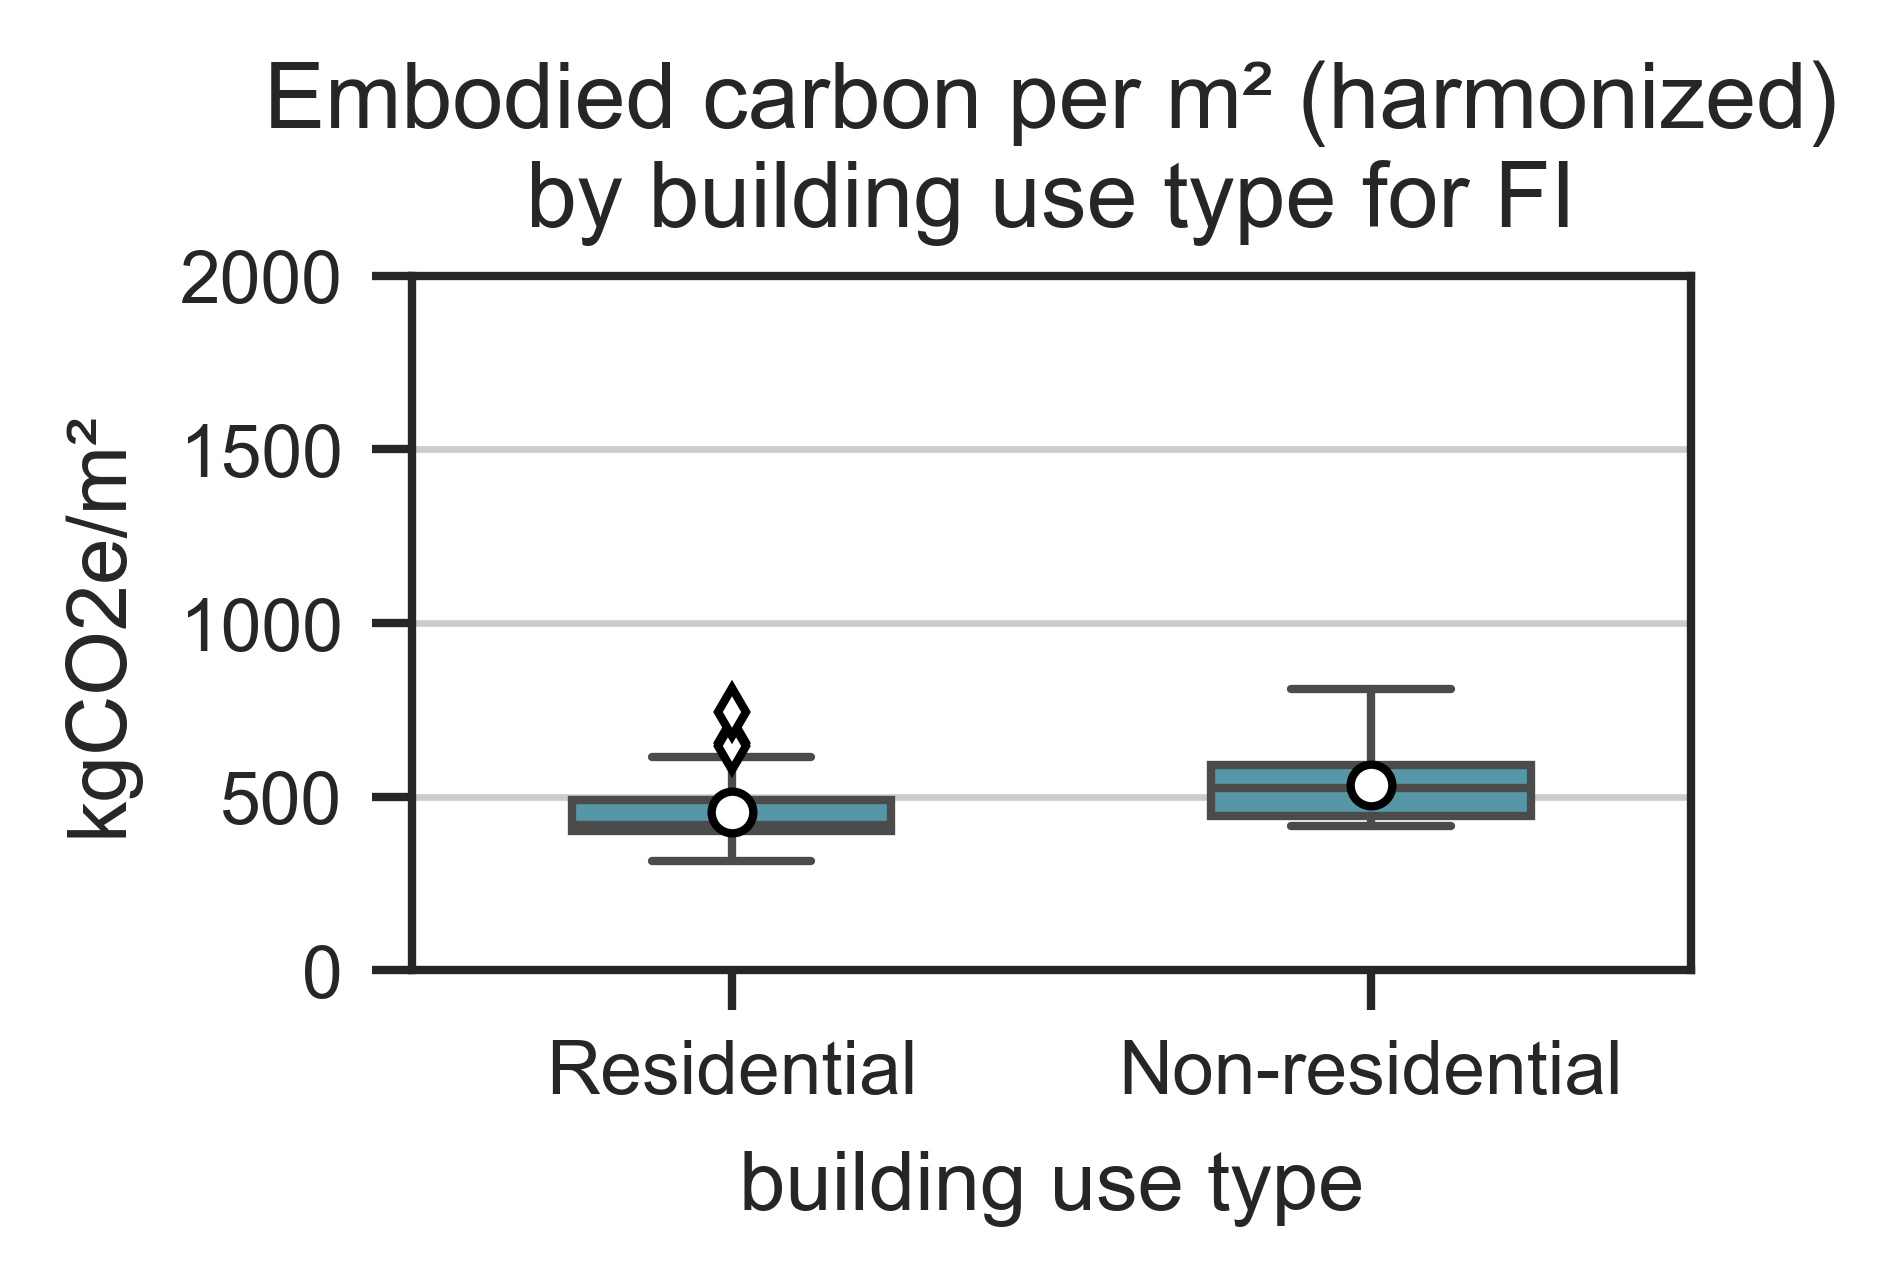 Embodied carbon per m² (harmonized)
by building use type for FI
2000
1500
1000
500
0
kgCO2e/m²
Residential
Non-residential
building use type